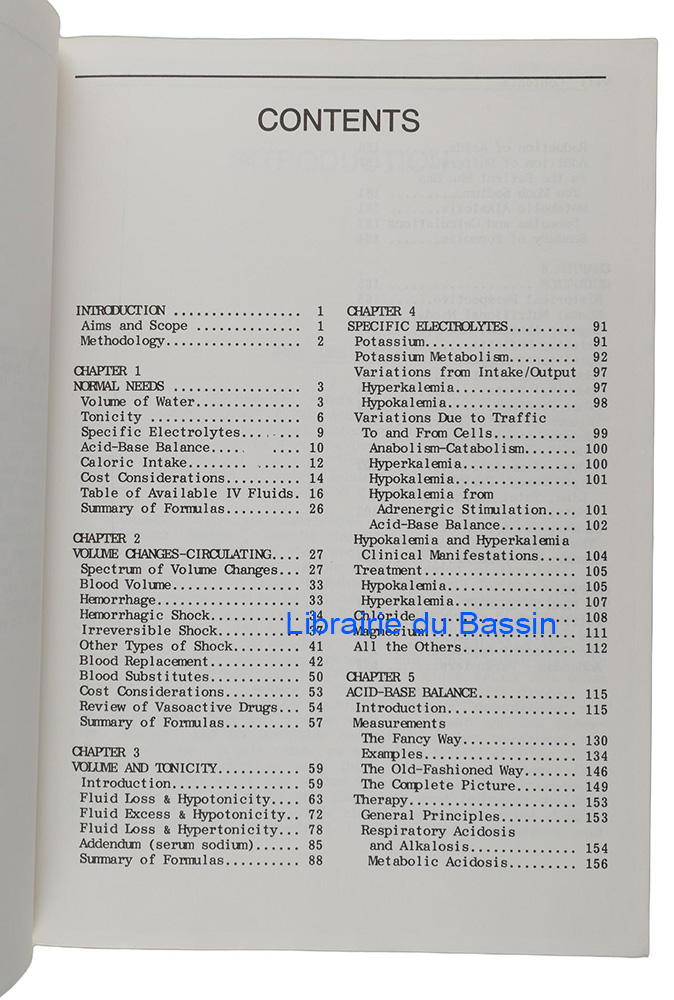 CONTENTS
INTRODUCTION ................. 1
Aims and Scope .............. 1
Methodology.................. 2
CHAPTER 1
NORMAL NEEDS ................. 3
Volume of Water.............. 3
Tonicity .................... 6
Specific Electrolytes........ 9
Acid-Base Balance.... .... 10
Caloric Intake........ ...... 12
Cost Considerations.......... 14
Table of Available IV Fluids. 16
Summary of Formulas.......... 26
CHAPTER 2
VOLUME CHANGES-CIRCULATING.... 27
Spectrum of Volume Changes... 27
Blood Volume................. 33
Hemorrhage................... 33
Hemorrhagic Shock............ 34
Irreversible Shock........... 37
Other Types of Shock......... 41
Blood Replacement............ 42
Blood Substitutes............ 50
Cost Considerations.......... 53
Review of Vasoactive Drugs... 54
Summary of Formulas.......... 57
CHAPTER 3
VOLUME AND TONICITY........... 59
Introduction................. 59
Fluid Loss & Hypotonicity.... 63
Fluid Excess & Hypotonicity.. 72
Fluid Loss & Hypertonicity... 78
Addendum (serum sodium)...... 85
Summary of Formulas.......... 88
CHAPTER 4
SPECIFIC ELECTROLYTES......... 91
Potassium.................... 91
Potassium Metabolism......... 92
Variations from Intake/Output 97
Hyperkalemia................ 97
Hypokalemia................. 98
Variations Due to Traffic
To and From Cells........... 99
Anabolism-Catabolism....... 100
Hyperkalemia............... 100
Hypokalemia................ 101
Hypokalemia from
Adrenergic Stimulation.... 101
Acid-Base Balance.......... 102
Hypokalemia and Hyperkalemia
Clinical Manifestations..... 104
Treatment.................... 105
Hypokalemia................. 105
Hyperkalemia................ 107
Chloride .................... 108
Magnesium.................... 111
All the Others............... 112
CHAPTER 5
ACID-BASE BALANCE............. 115
Introduction................. 115
Measurements
The Fancy Way............... 130
Examples.................... 134
The Old-Fashioned Way....... 146
The Complete Picture........ 149
Therapy...................... 153
General Principles.......... 153
Respiratory Acidosis
and Alkalosis.............. 154
Metabolic Acidosis.......... 156
Librairie du Bassin